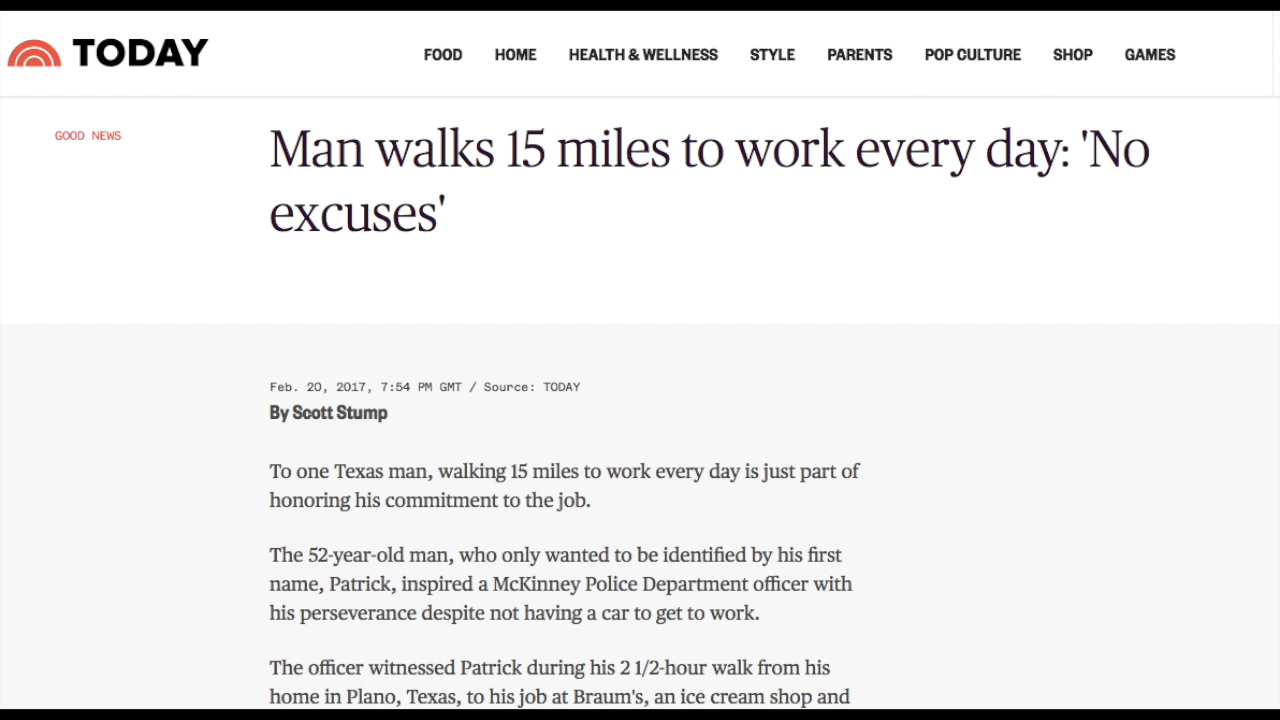 TODAY
FOOD HOME HEALTH & WELLNESS STYLE PARENTS POP CULTURE SHOP GAMES
GOOD NEWS
Man walks 15 miles to work every day: 'No
excuses'
Feb. 20, 2017, 7:54 PM GMT / Source: TODAY
By Scott Stump
To one Texas man, walking 15 miles to work every day is just part of
honoring his commitment to the job.
The 52-year-old man, who only wanted to be identified by his first
name, Patrick, inspired a McKinney Police Department officer with
his perseverance despite not having a car to get to work.
The officer witnessed Patrick during his 2 1/2-hour walk from his
home in Plano, Texas, to his job at Braum's, an ice cream shop and